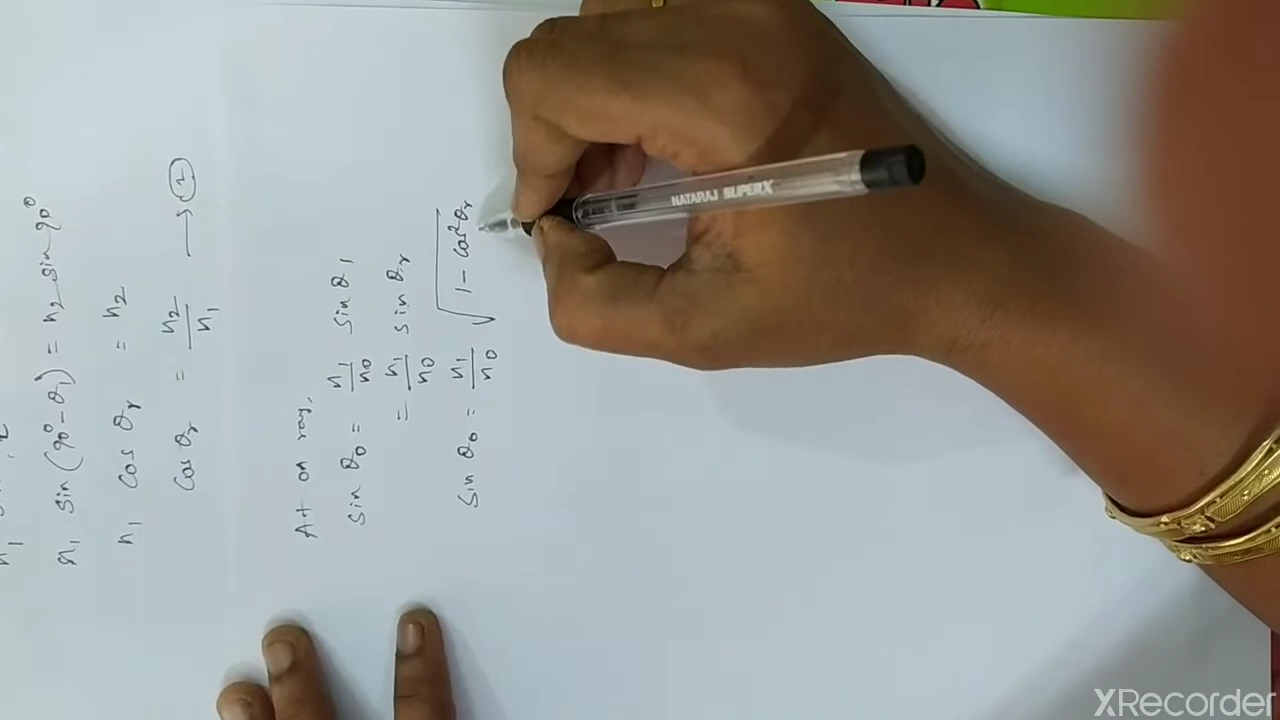 n₁ sin (90° - θ₁) = n₂ sin 90°
n₁ cos θᵣ = n₂
cos θᵣ = n₂/n₁ → ②
At on ray,
sin θ₀ = n₁/n₀ sin θ₁
= n₁/n₀ sin θᵣ
sin θ₀ = n₁/n₀ √(1 - cos²θᵣ
NATARAJ SUPERX
XRecorder